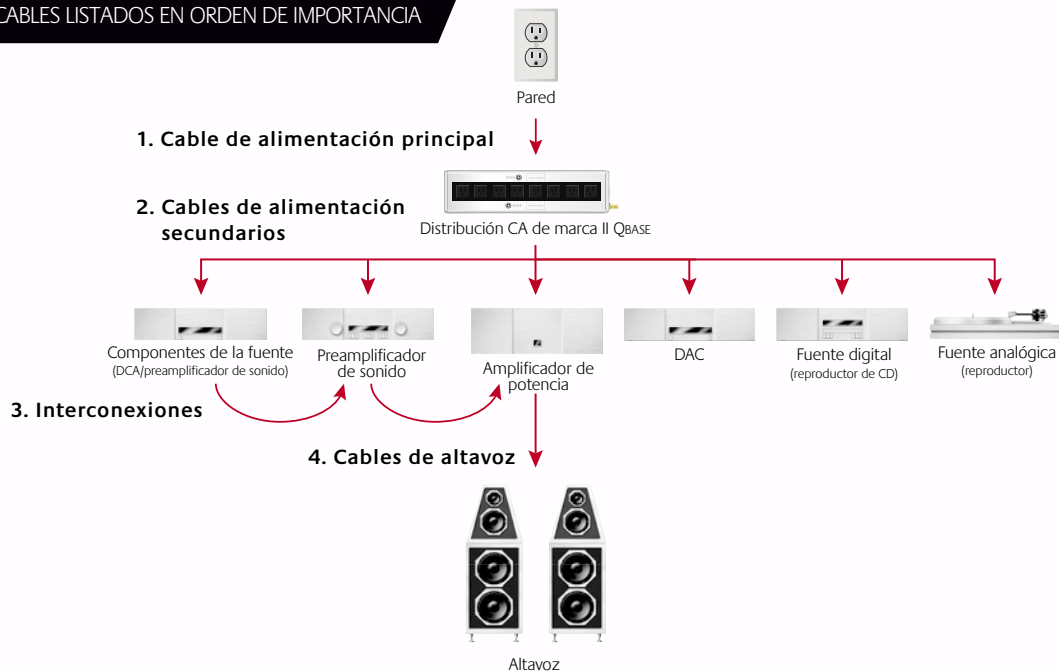 CABLES LISTADOS EN ORDEN DE IMPORTANCIA
Pared
1. Cable de alimentación principal
2. Cables de alimentación
secundarios
Distribución CA de marca II QBASE
Componentes de la fuente
(DCA/preamplificador de sonido)
Preamplificador
de sonido
Amplificador de
potencia
DAC
Fuente digital
(reproductor de CD)
Fuente analógica
(reproductor)
3. Interconexiones
4. Cables de altavoz
Altavoz